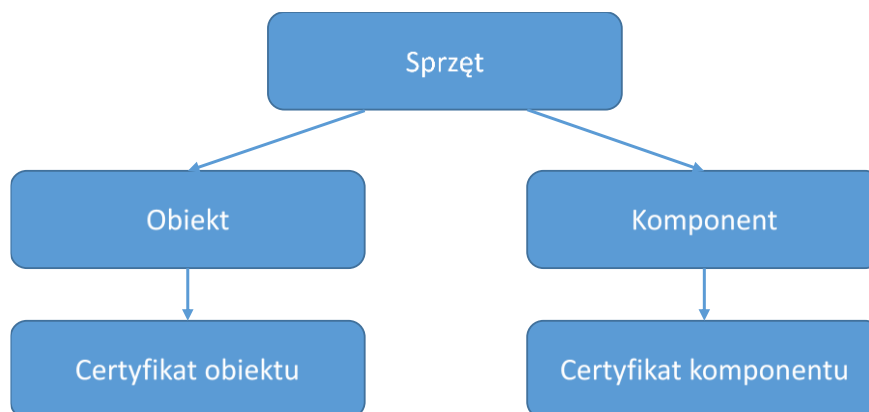 Sprzęt
Obiekt
Komponent
Certyfikat obiektu
Certyfikat komponentu